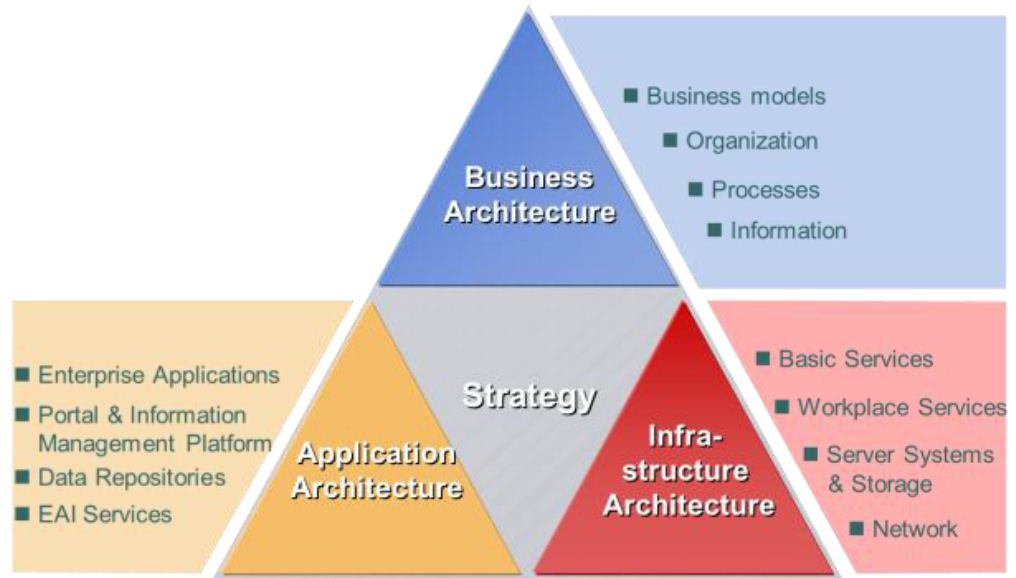 Business
Architecture
Business models
Organization
Processes
Information
Enterprise Applications
Portal & Information
Management Platform
Data Repositories
EAI Services
Application
Architecture
Strategy
Infra-
structure
Architecture
Basic Services
Workplace Services
Server Systems
& Storage
Network